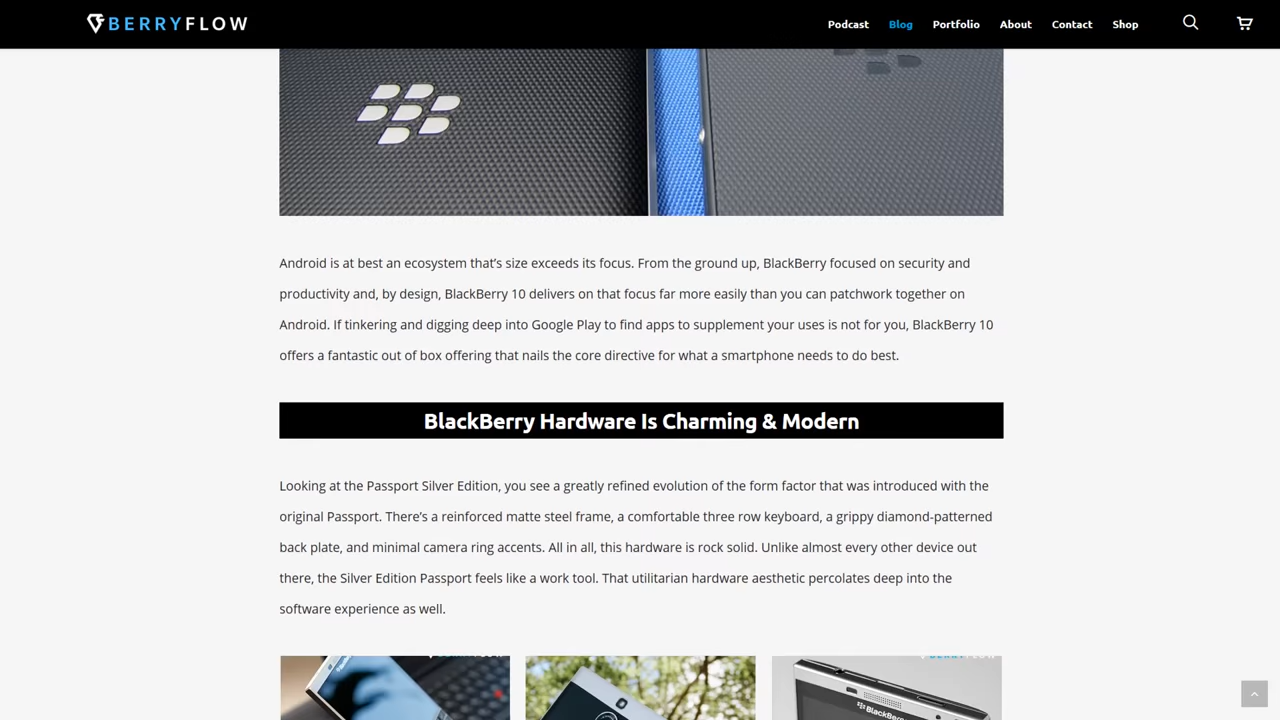 BERRYFLOW
Podcast Blog Portfolio About Contact Shop
Android is at best an ecosystem that's size exceeds its focus. From the ground up, BlackBerry focused on security and
productivity and, by design, BlackBerry 10 delivers on that focus far more easily than you can patchwork together on
Android. If tinkering and digging deep into Google Play to find apps to supplement your uses is not for you, BlackBerry 10
offers a fantastic out of box offering that nails the core directive for what a smartphone needs to do best.
BlackBerry Hardware Is Charming & Modern
Looking at the Passport Silver Edition, you see a greatly refined evolution of the form factor that was introduced with the
original Passport. There's a reinforced matte steel frame, a comfortable three row keyboard, a grippy diamond-patterned
back plate, and minimal camera ring accents. All in all, this hardware is rock solid. Unlike almost every other device out
there, the Silver Edition Passport feels like a work tool. That utilitarian hardware aesthetic percolates deep into the
software experience as well.
BlackBerry